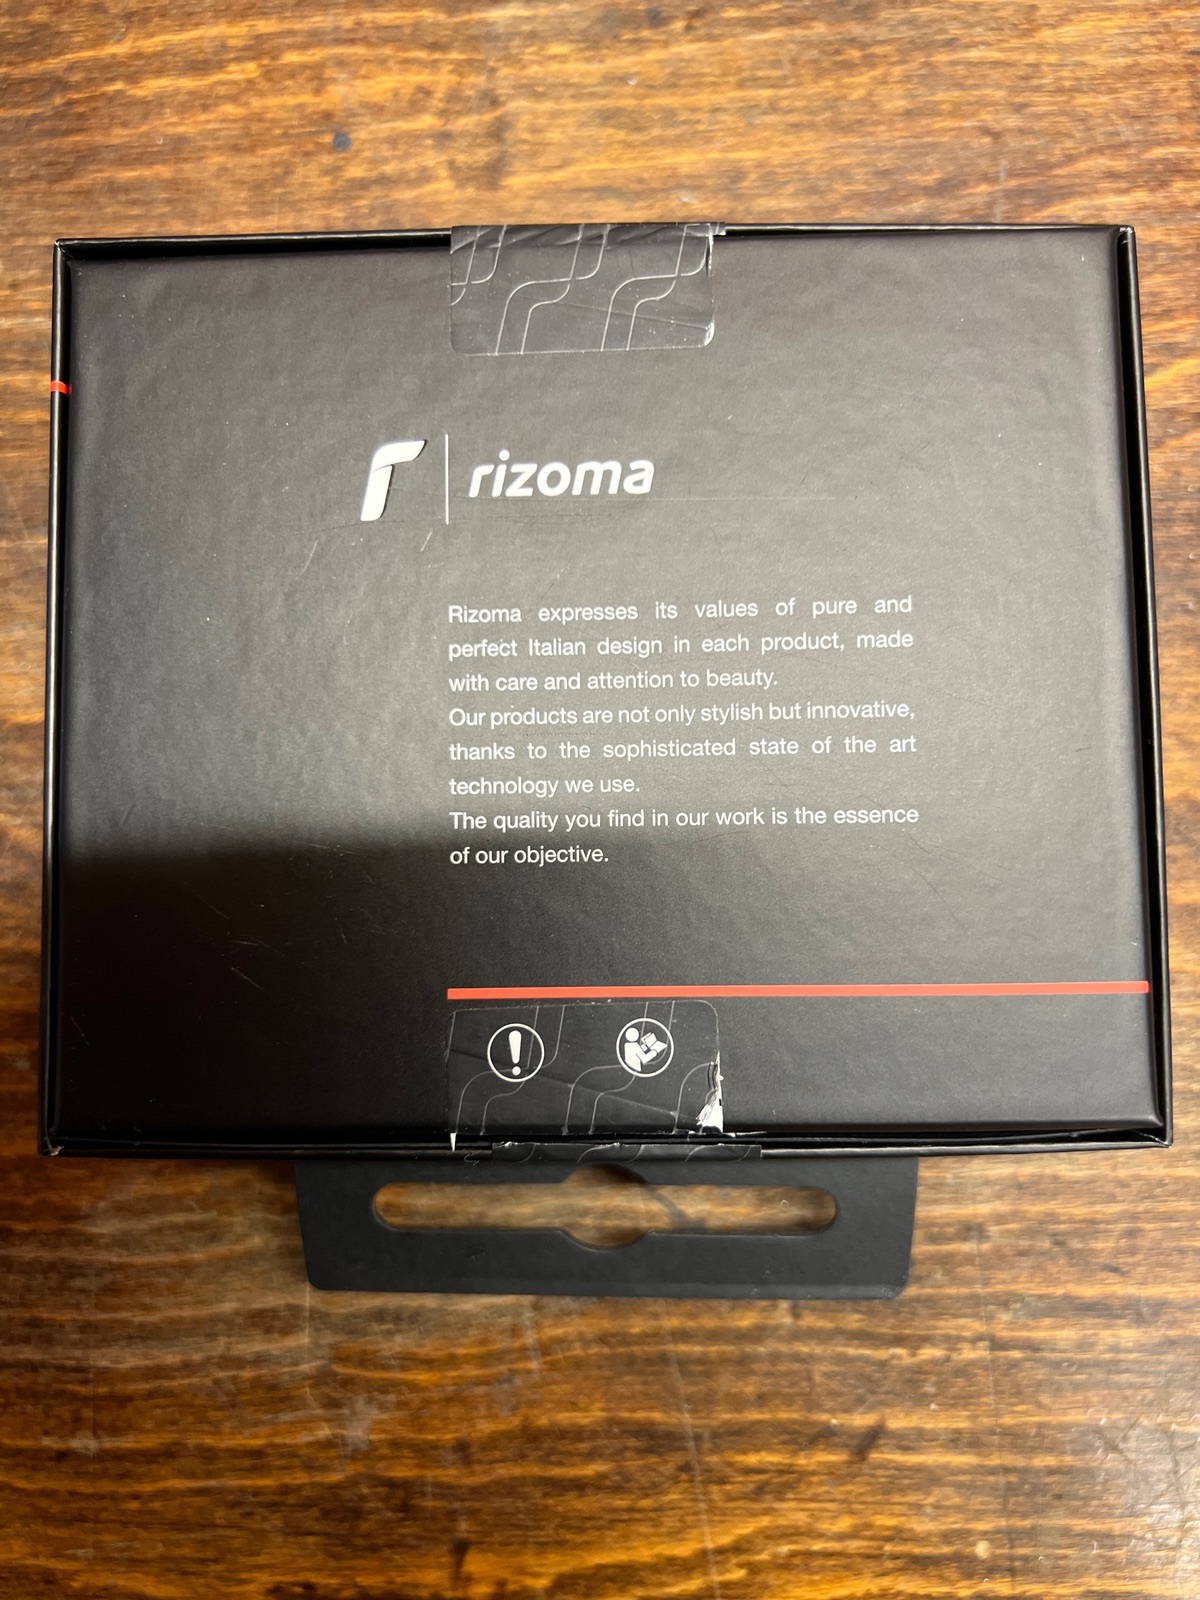 rizoma
Rizoma expresses its values of pure and
perfect Italian design in each product, made
with care and attention to beauty.
Our products are not only stylish but innovative,
thanks to the sophisticated state of the art
technology we use.
The quality you find in our work is the essence
of our objective.